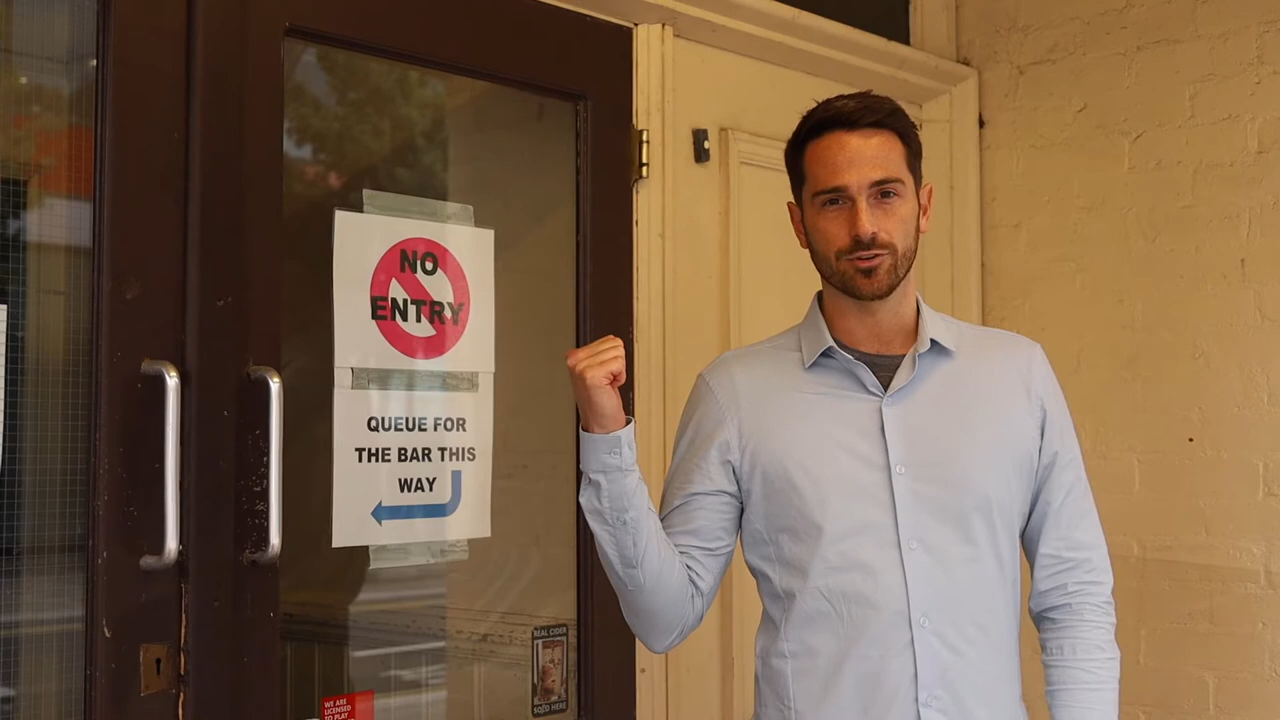 NO
ENTRY
QUEUE FOR
THE BAR THIS
WAY
REAL CIDER
SOLD HERE
WE ARE
LICENSED
TO PLAY